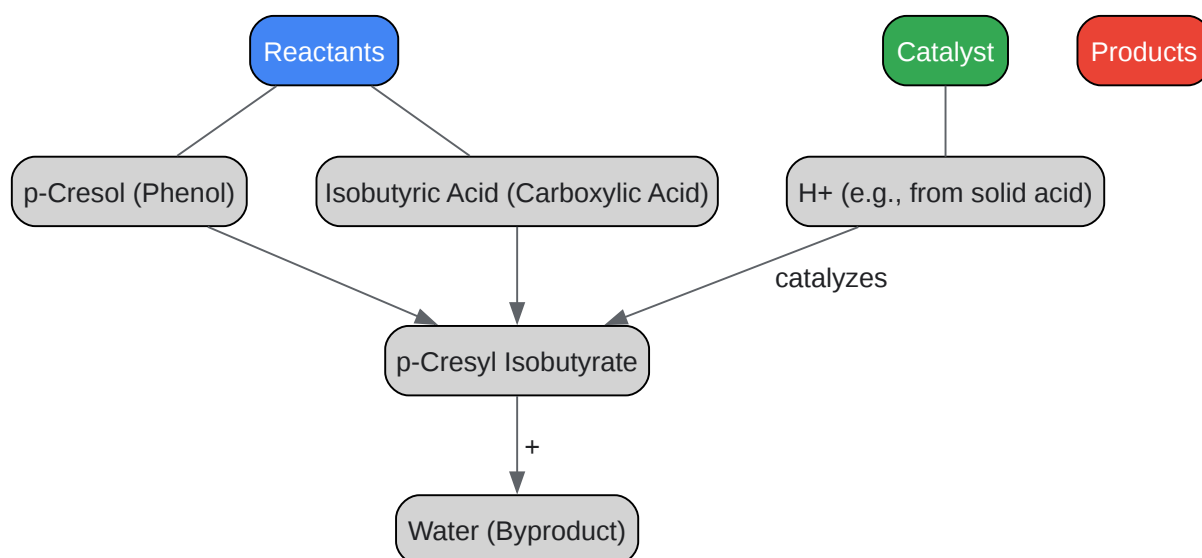 Reactants
Catalyst
Products
p-Cresol (Phenol)
Isobutyric Acid (Carboxylic Acid)
H+ (e.g., from solid acid)
catalyzes
p-Cresyl Isobutyrate
+
Water (Byproduct)